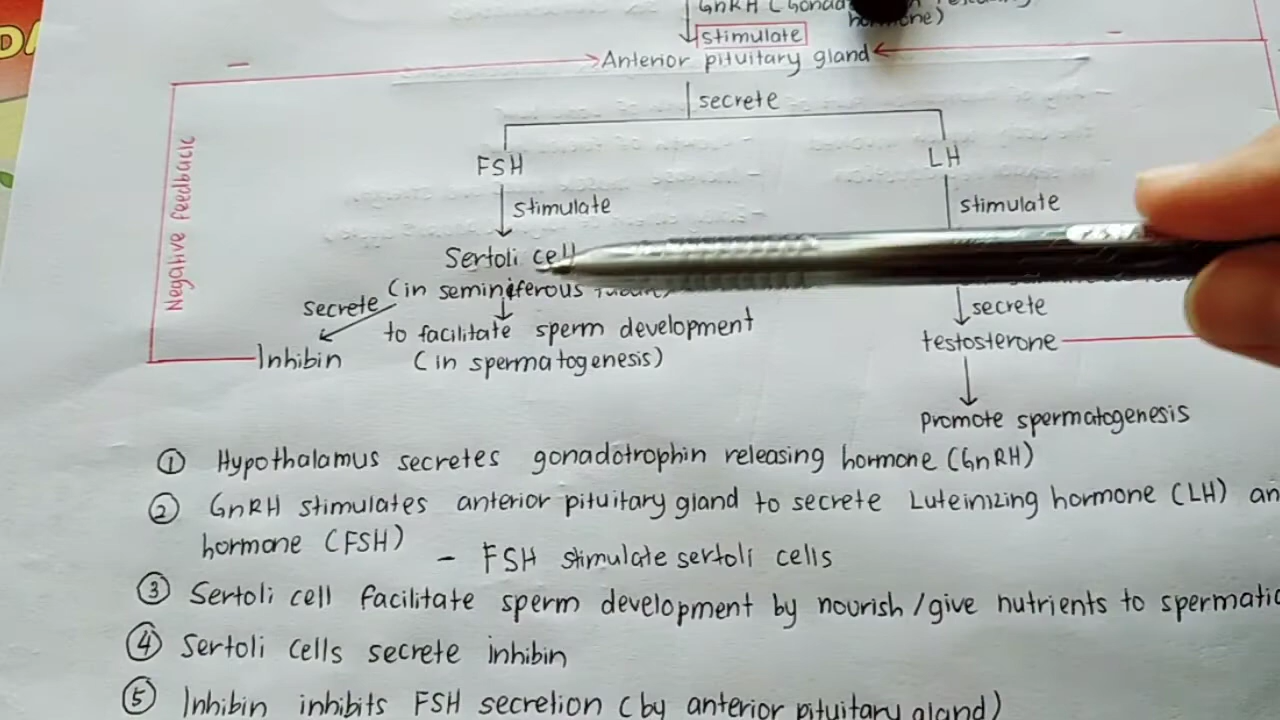 GnRH (
stimulate
Anterior pituitary gland
secrete
FSH
LH
stimulate
stimulate
Sertoli cell
(in seminiferous
secrete
secrete
to facilitate sperm development
testosterone
Inhibin
(in spermatogenesis)
Promote spermatogenesis
Negative feedback
① Hypothalamus secretes gonadotrophin releasing hormone (GnRH)
② GnRH stimulates anterior pituitary gland to secrete Luteinizing hormone (LH)
hormone (FSH)
- FSH stimulate sertoli cells
③ Sertoli cell facilitate sperm development by nourish/give nutrients to
④ Sertoli cells secrete inhibin
⑤ Inhibin inhibits FSH secretion (by anterior pituitary gland)